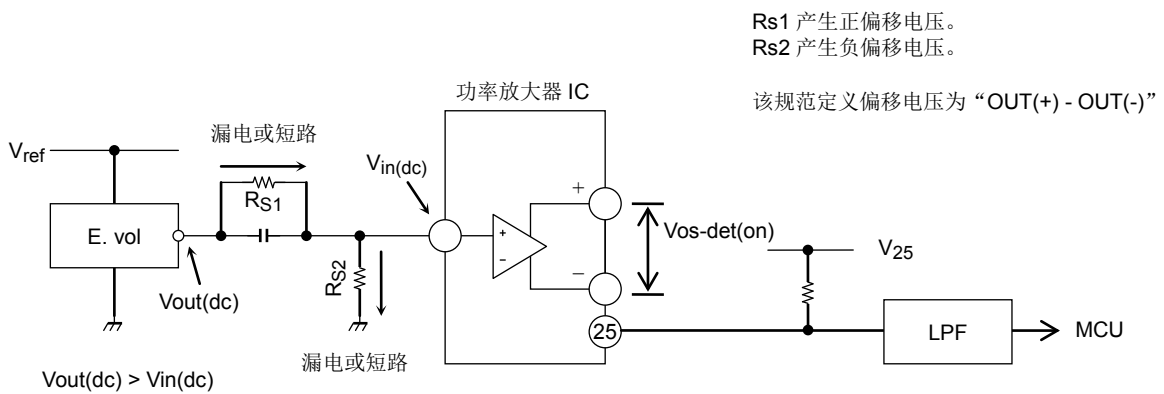 Rs1 产生正偏移电压。
Rs2 产生负偏移电压。
该规范定义偏移电压为“OUT(+) - OUT(-)”
功率放大器 IC
漏电或短路
Vref
Vin(dc)
RS1
+
E. vol
+
-
Vos-det(on)
V25
RS2
−
Vout(dc)
25
LPF
MCU
漏电或短路
Vout(dc) > Vin(dc)